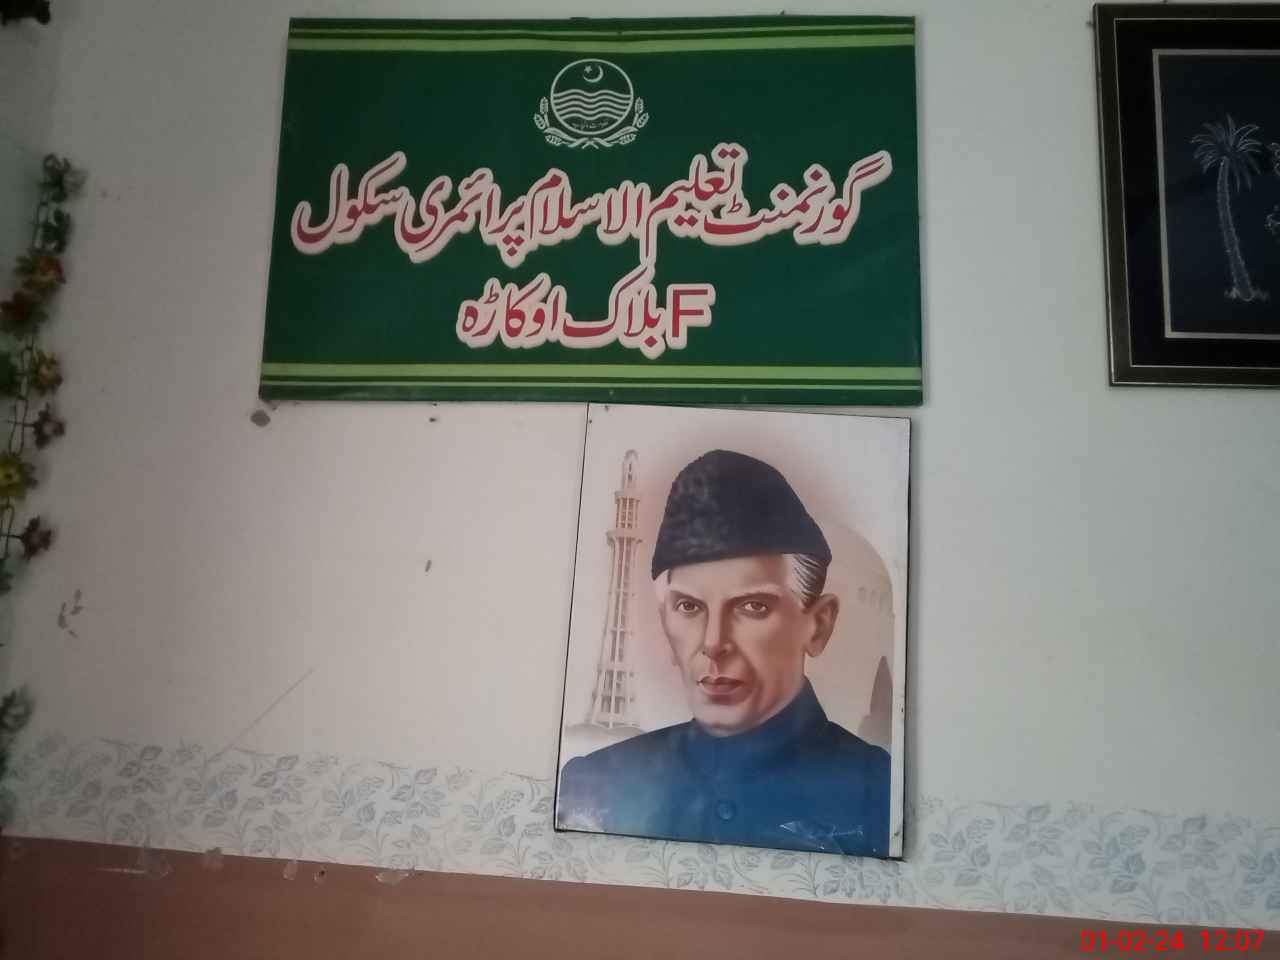 گورنمنٹ تعلیم الاسلام پرائمری سکول
F بلاک اوکاڑہ
01-02-24 12:07